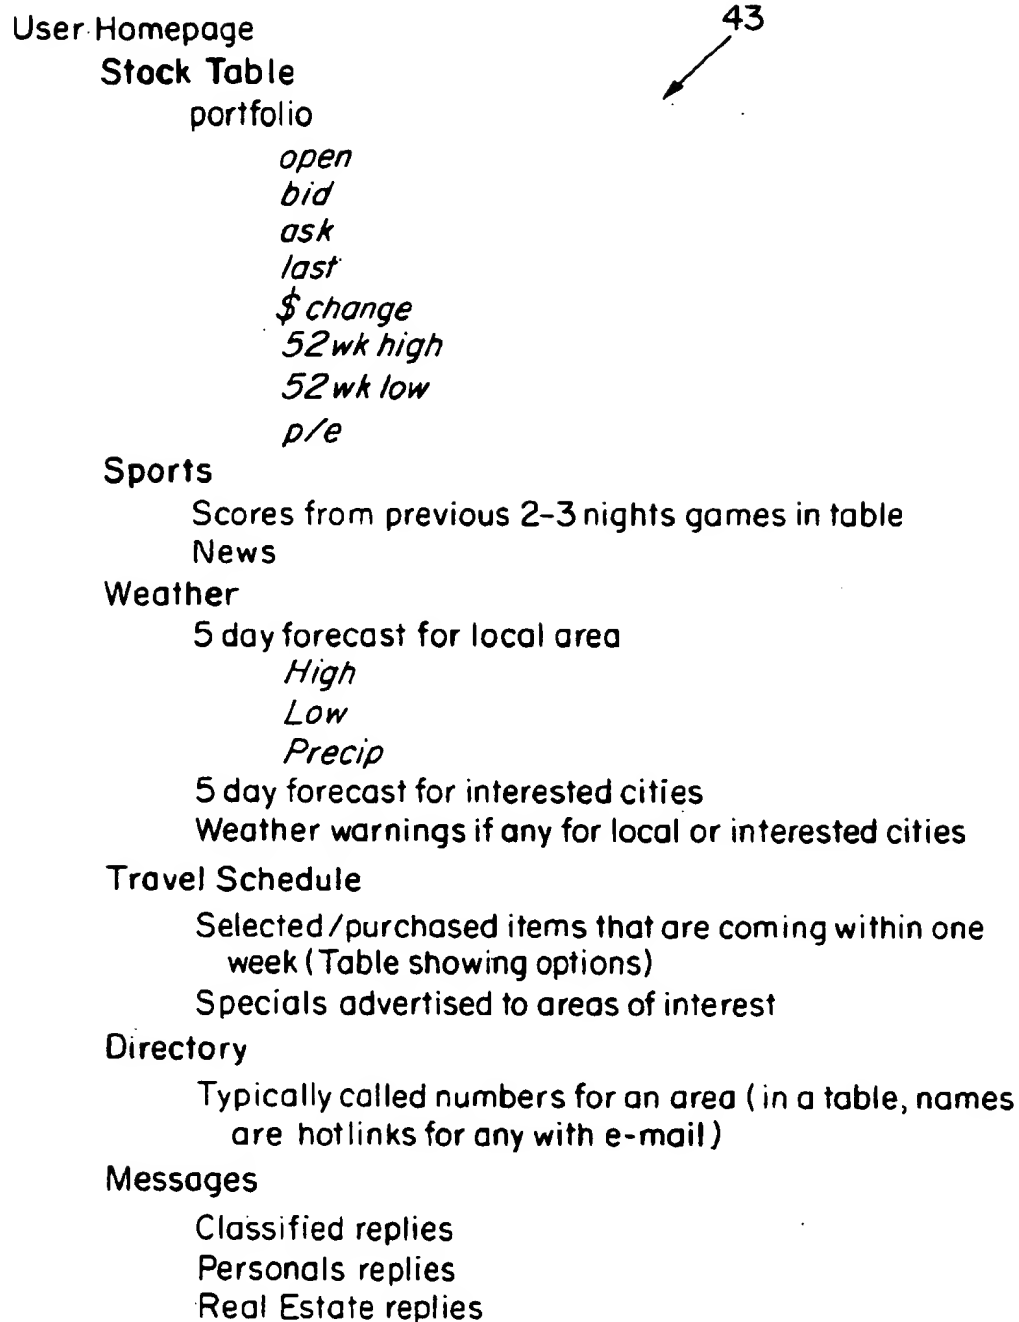 43
User Homepage
Stock Table
portfolio
open
bid
ask
last
$ change
52 wk high
52 wk low
p/e
Sports
Scores from previous 2-3 nights games in table
News
Weather
5 day forecast for local area
High
Low
Precip
5 day forecast for interested cities
Weather warnings if any for local or interested cities
Travel Schedule
Selected/purchased items that are coming within one
week (Table showing options)
Specials advertised to areas of interest
Directory
Typically called numbers for an area (in a table, names
are hotlinks for any with e-mail)
Messages
Classified replies
Personals replies
Real Estate replies